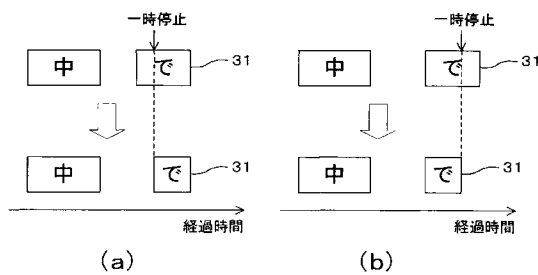 一時停止
中 で 31
中 で 31
経過時間
(a)
一時停止
中 で 31
中 で 31
経過時間
(b)